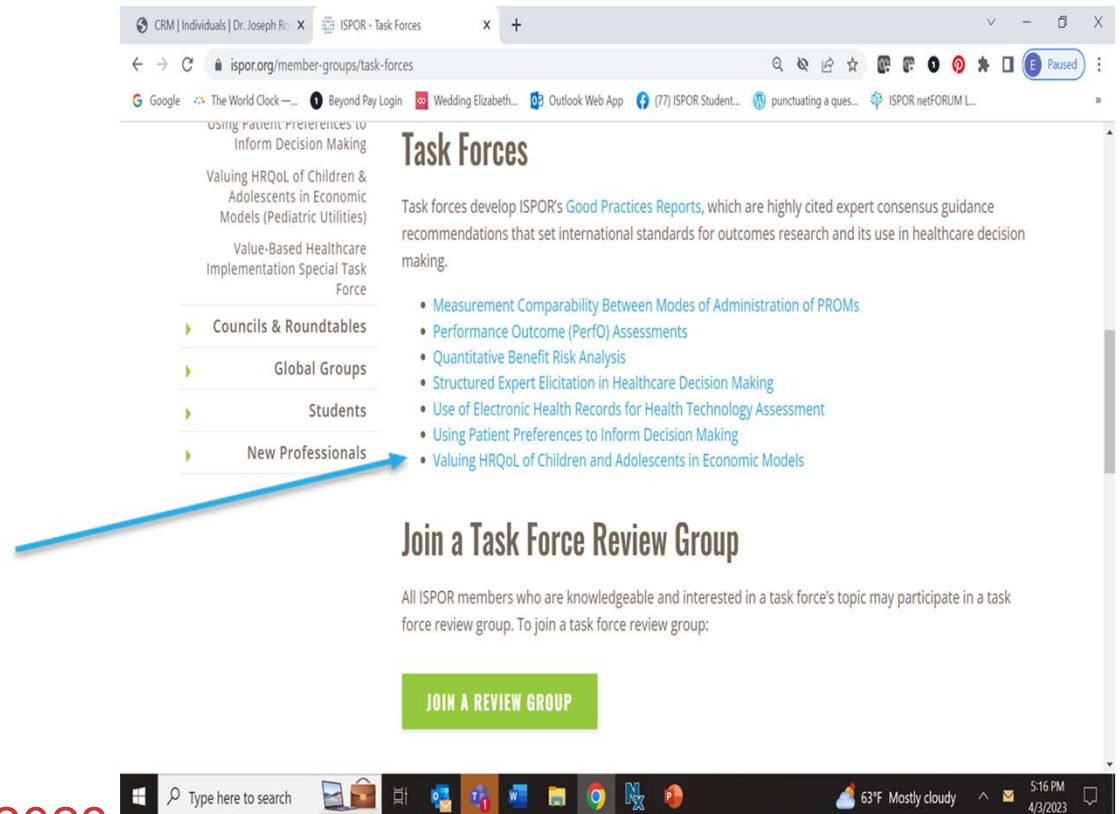 CRM | Individuals | Dr. Joseph Ro
ISPOR - Task Forces
ispor.org/member-groups/task-forces
Paused
Google
The World Clock —...
Beyond Pay Login
Wedding Elizabeth...
Outlook Web App
(77) ISPOR Student...
punctuating a ques...
ISPOR netFORUM L...
»
Using Patient Preferences to
Inform Decision Making
Valuing HRQoL of Children &
Adolescents in Economic
Models (Pediatric Utilities)
Value-Based Healthcare
Implementation Special Task
Force
Councils & Roundtables
Global Groups
Students
New Professionals
Task Forces
Task forces develop ISPOR's Good Practices Reports, which are highly cited expert consensus guidance
recommendations that set international standards for outcomes research and its use in healthcare decision
making.
• Measurement Comparability Between Modes of Administration of PROMs
• Performance Outcome (PerfO) Assessments
• Quantitative Benefit Risk Analysis
• Structured Expert Elicitation in Healthcare Decision Making
• Use of Electronic Health Records for Health Technology Assessment
• Using Patient Preferences to Inform Decision Making
• Valuing HRQoL of Children and Adolescents in Economic Models
Join a Task Force Review Group
All ISPOR members who are knowledgeable and interested in a task force's topic may participate in a task
force review group. To join a task force review group:
JOIN A REVIEW GROUP
Type here to search
63°F Mostly cloudy
5:16 PM
4/3/2023